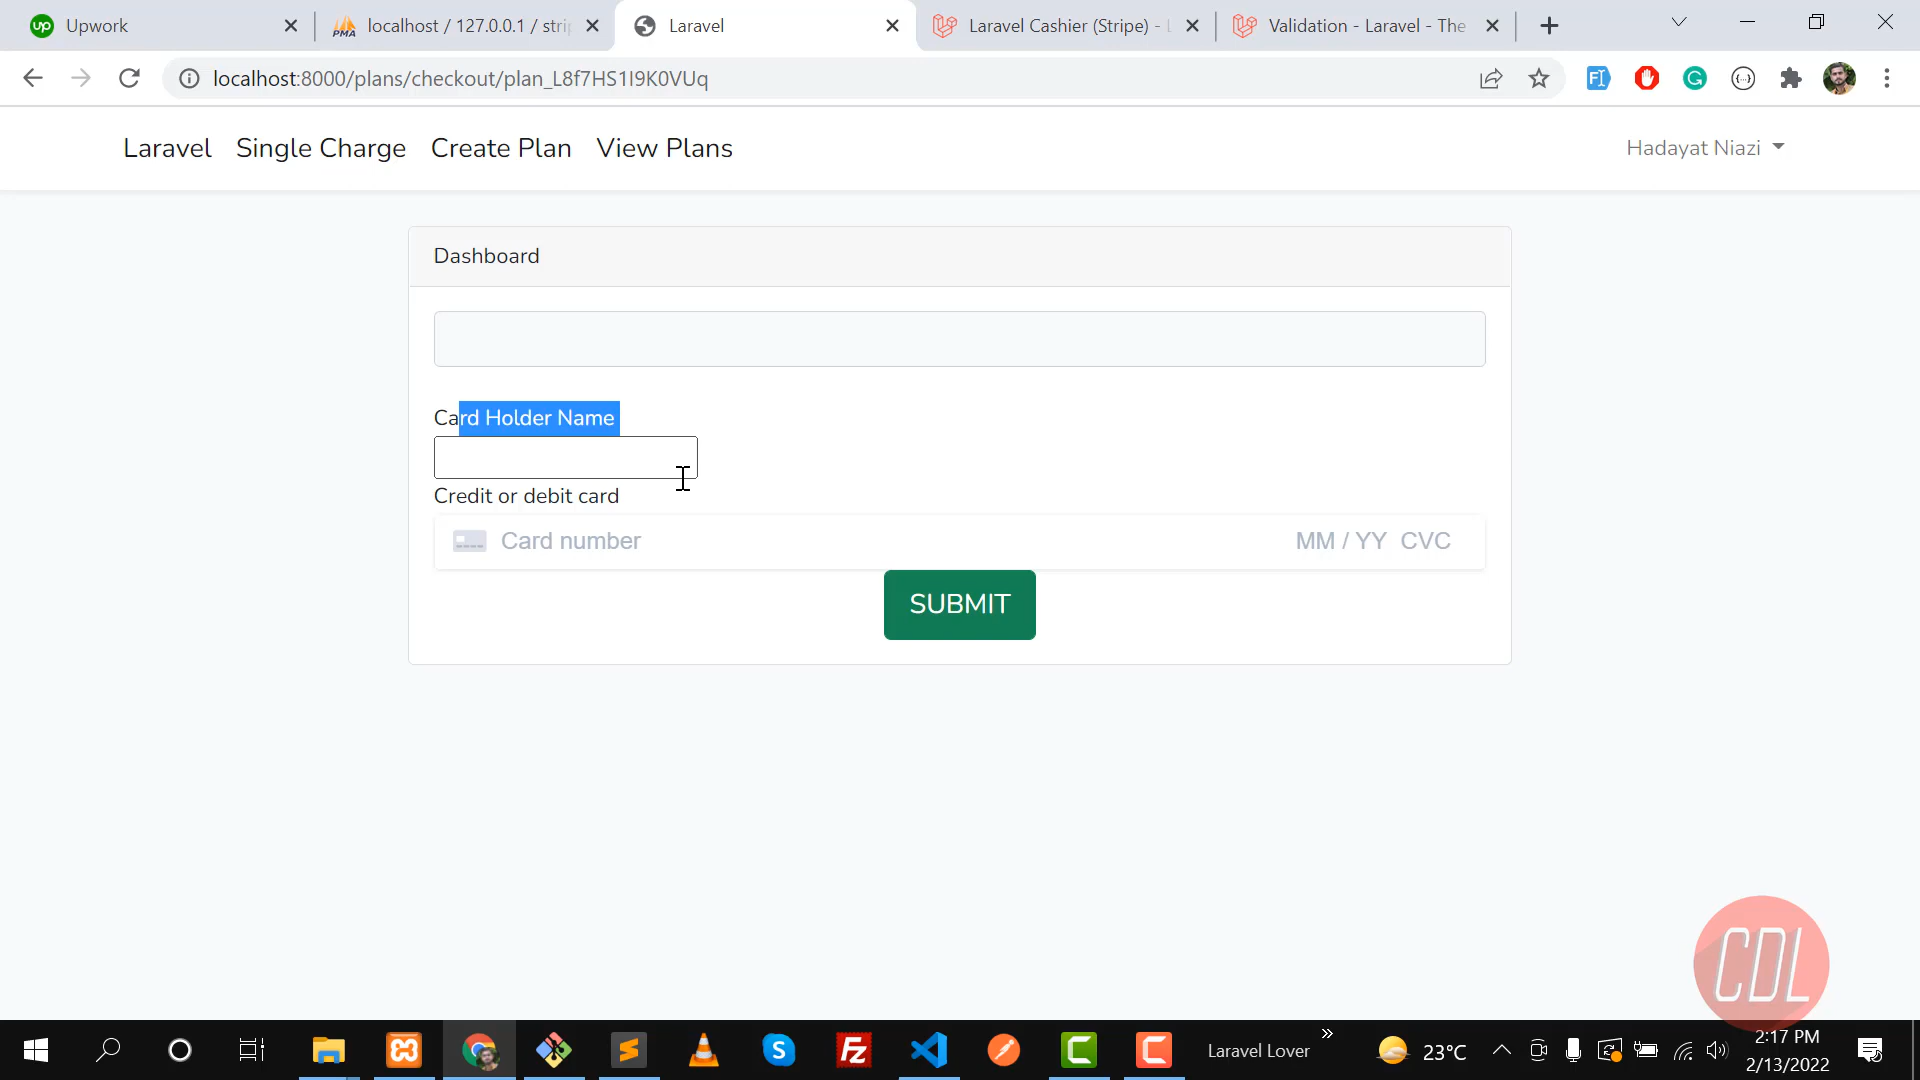 up Upwork
PMA localhost / 127.0.0.1 / stri
Laravel
Laravel Cashier (Stripe) - L
Validation - Laravel - The
localhost:8000/plans/checkout/plan_L8f7HS1I9K0VUq
Laravel Single Charge Create Plan View Plans
Hadayat Niazi
Dashboard
Card Holder Name
Credit or debit card
Card number MM / YY CVC
SUBMIT
CDL
Laravel Lover
23°C
2:17 PM
2/13/2022